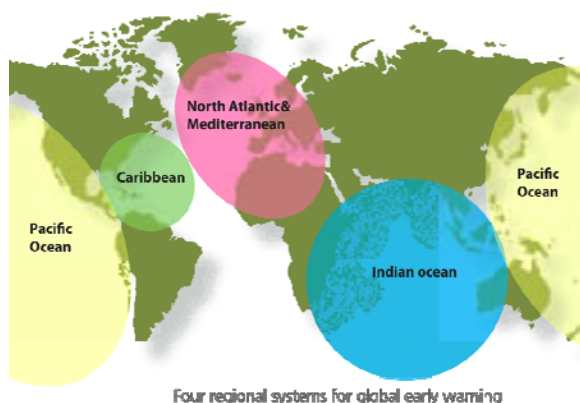 North Atlantic&
Mediterranean
Caribbean
Pacific
Ocean
Pacific
Ocean
Indian ocean
Four regional systems for global early warning